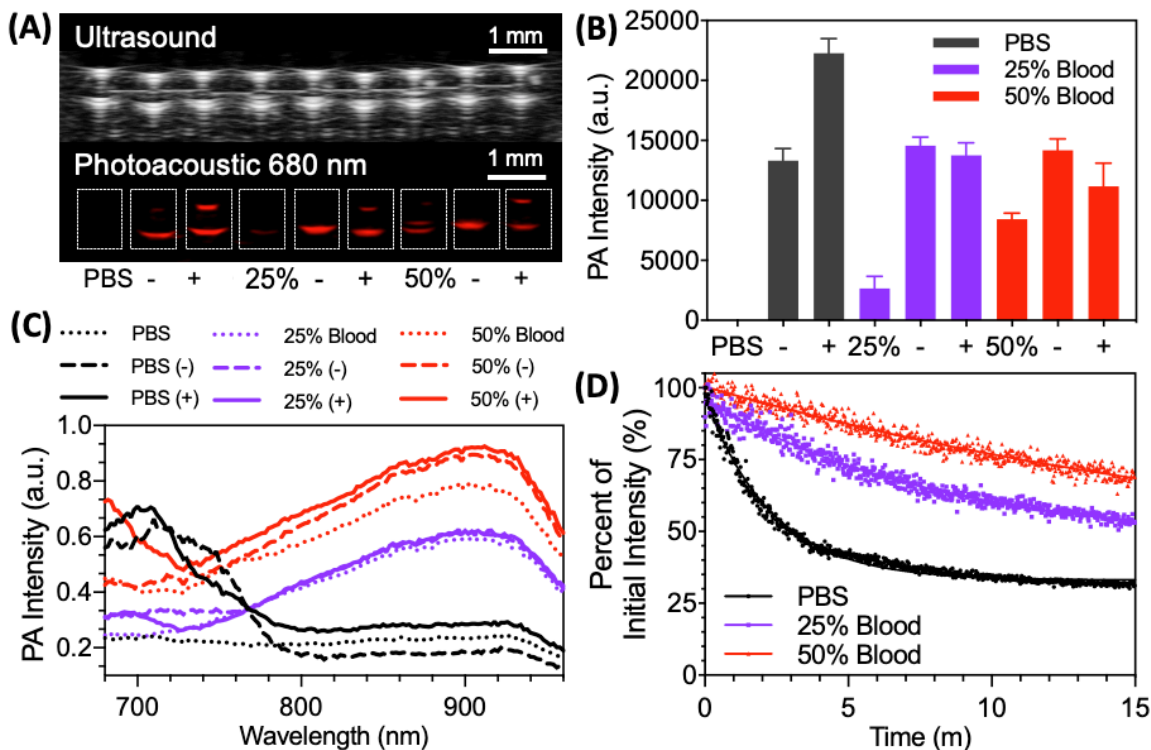 (A)
Ultrasound
1 mm
Photoacoustic 680 nm
1 mm
PBS - + 25% - + 50% - +
(B)
PA Intensity (a.u.)
25000
20000
15000
10000
5000
0
PBS
25% Blood
50% Blood
PBS - + 25% - + 50% - +
(C)
PBS 25% Blood 50% Blood
PBS (-) 25% (-) 50% (-)
PBS (+) 25% (+) 50% (+)
PA Intensity (a.u.)
1.0
0.8
0.6
0.4
0.2
700 800 900
Wavelength (nm)
(D)
Percent of
Initial Intensity (%)
100
75
50
25
0
PBS
25% Blood
50% Blood
0 5 10 15
Time (m)